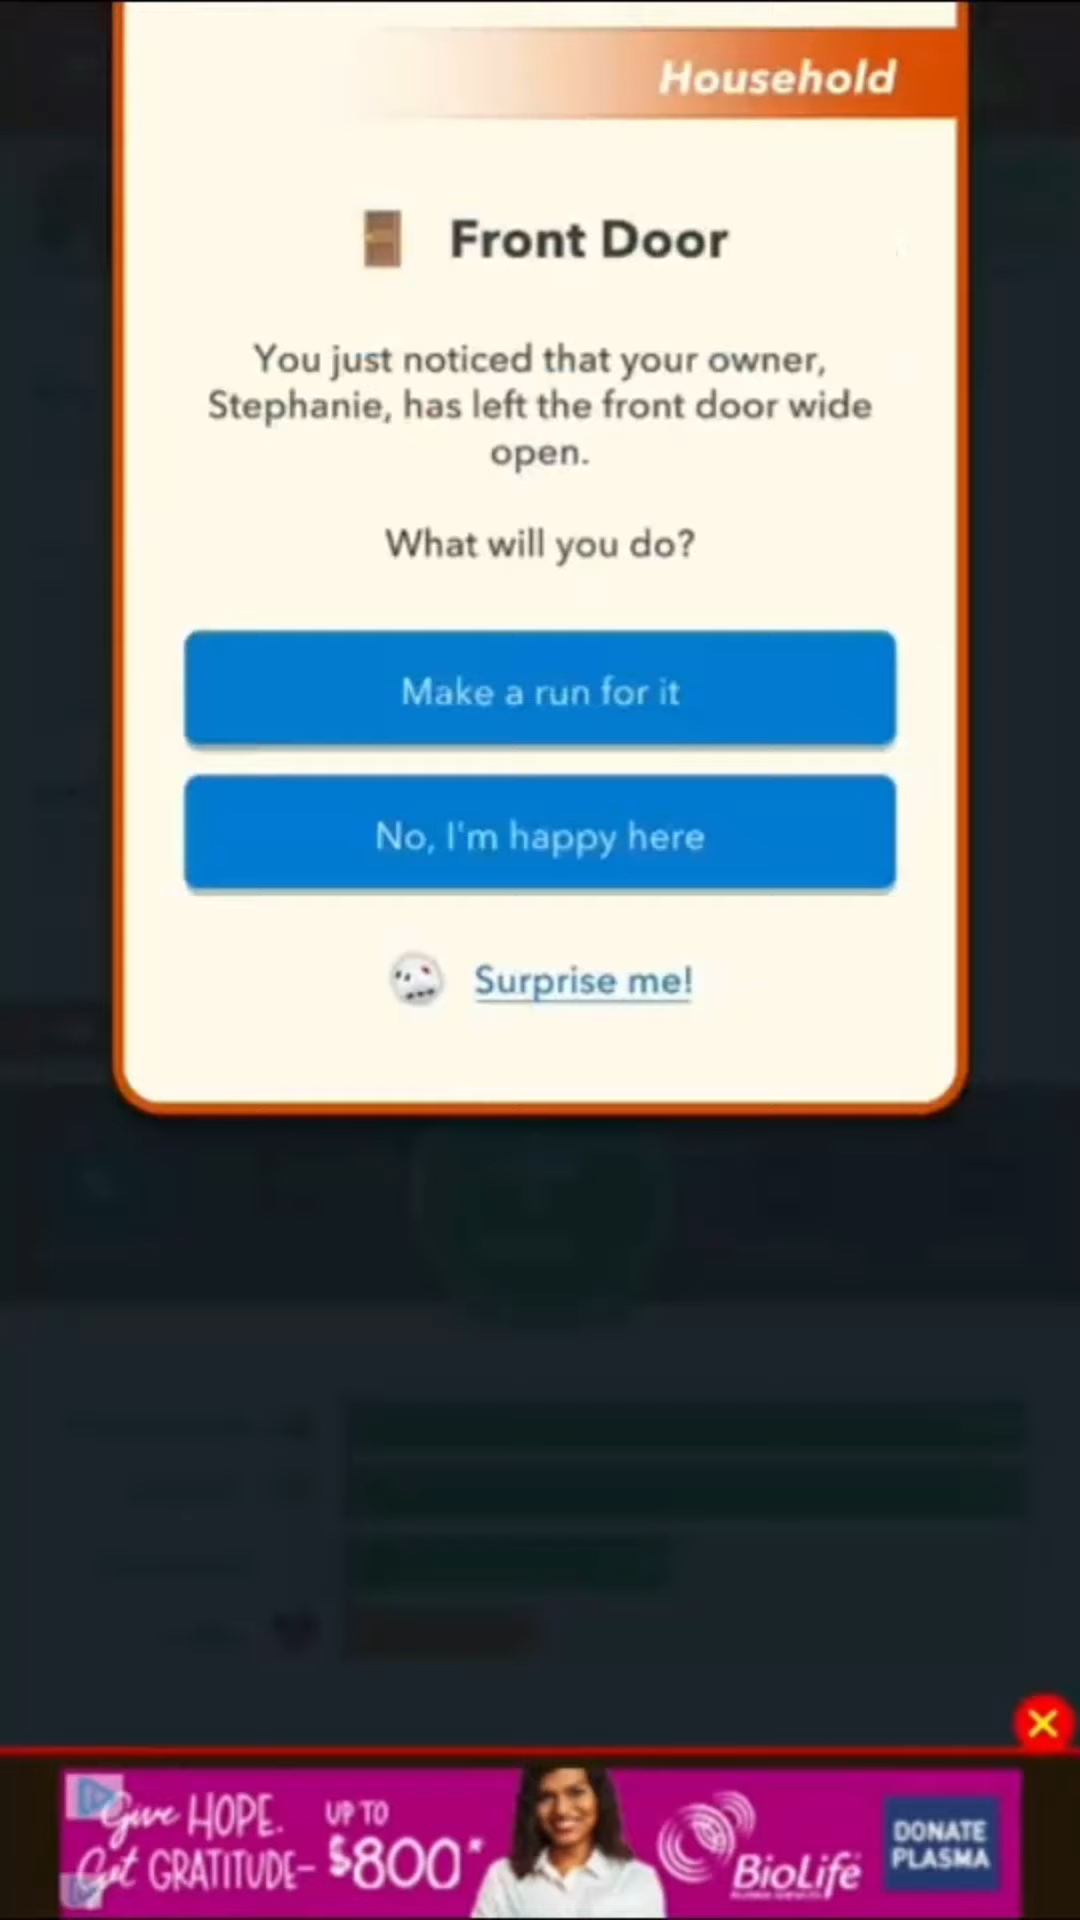 Household
Front Door
You just noticed that your owner,
Stephanie, has left the front door wide
open.
What will you do?
Make a run for it
No, I'm happy here
Surprise me!
Give HOPE.
Get GRATITUDE–
UP TO
$800*
BioLife
DONATE
PLASMA